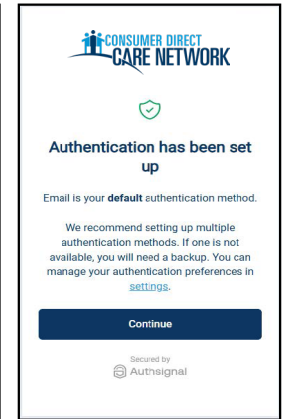 CONSUMER DIRECT
CARE NETWORK
Authentication has been set
up
Email is your default authentication method.
We recommend setting up multiple
authentication methods. If one is not
available, you will need a backup. You can
manage your authentication preferences in
settings.
Continue
Secured by
Authsignal